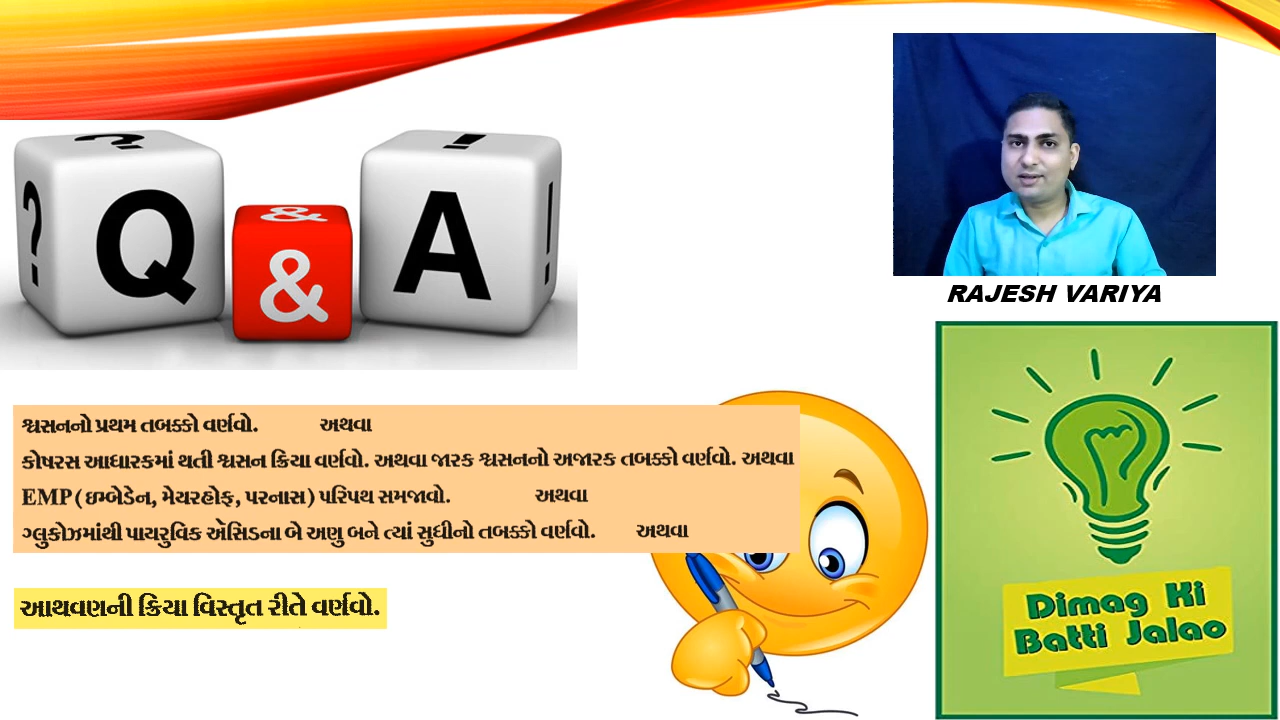 ? ? Q & & ! A !
RAJESH VARIYA
શ્વસનનો પ્રથમ તબક્કો વર્ણવો. અથવા
કોષરસ આધારકમાં થતી શ્વસન ક્રિયા વર્ણવો. અથવા જારક શ્વસનનો અજારક તબક્કો વર્ણવો. અથવા
EMP ( ઇમ્બેડેન, મેયરહોફ, પરનાસ ) પરિપથ સમજાવો. અથવા
ગ્લુકોઝમાંથી પાયરુવિક ઍસિડના બે અણુ બને ત્યાં સુધીનો તબક્કો વર્ણવો. અથવા
આથવણની ક્રિયા વિસ્તૃત રીતે વર્ણવો.
Dimag Ki
Batti Jalao